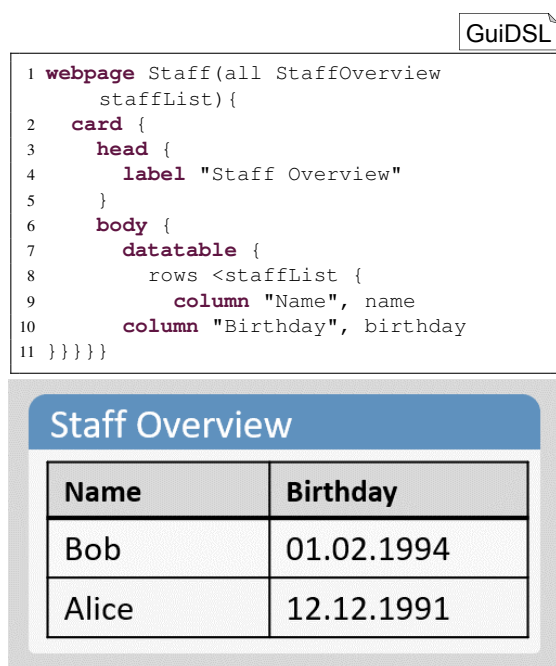 GuiDSL
1 webpage Staff(all StaffOverview
staffList){
2 card {
3 head {
4 label "Staff Overview"
5 }
6 body {
7 datatable {
8 rows <staffList {
9 column "Name", name
10 column "Birthday", birthday
11 }}}}}
Staff Overview
Name Birthday
Bob 01.02.1994
Alice 12.12.1991